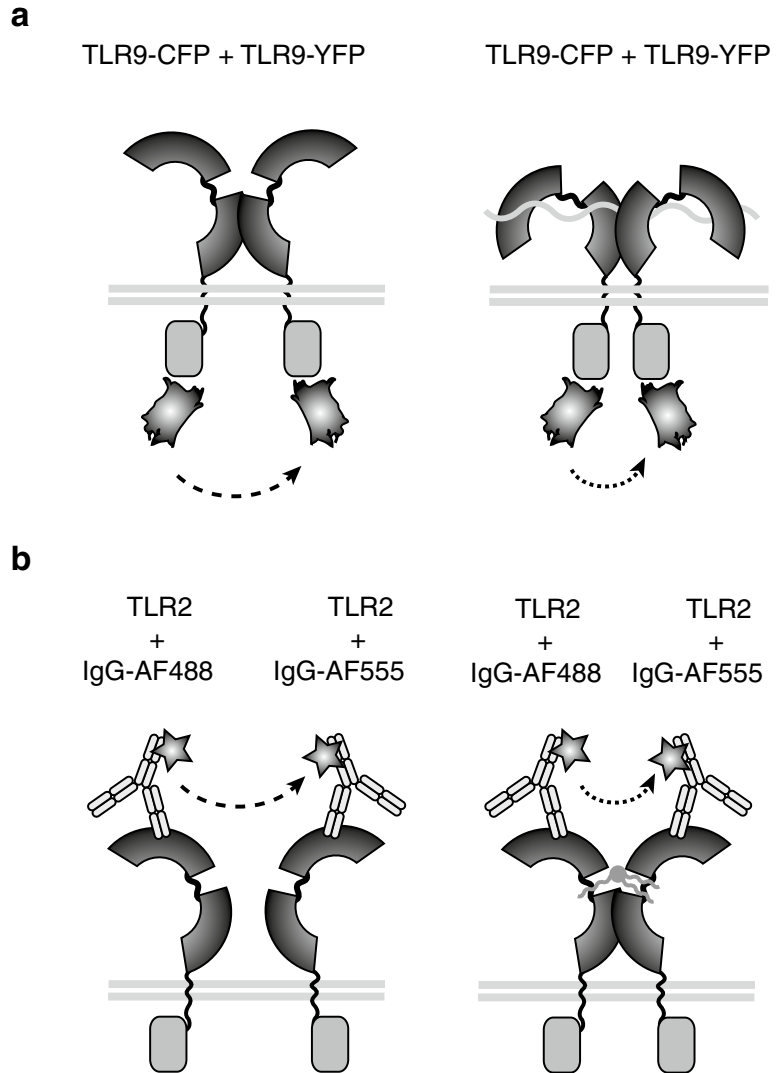 a
TLR9-CFP + TLR9-YFP
TLR9-CFP + TLR9-YFP
b
TLR2
+
IgG-AF488
TLR2
+
IgG-AF555
TLR2
+
IgG-AF488
TLR2
+
IgG-AF555